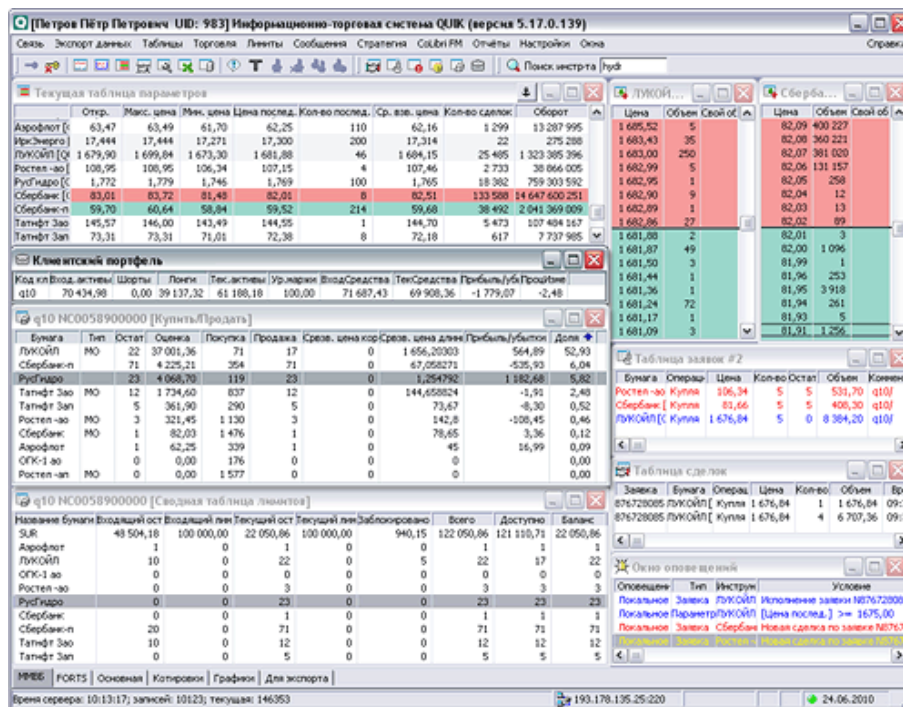 [Петров Пётр Петрович UID: 983] Информационно-торговая система QUIK (версия 5.17.0.139)
Связь Экспорт данных Таблицы Торговля Лимиты Сообщения Стратегия CoLibri FM Отчёты Настройки Окна Справка
Поиск инстр-та hydr
Текущая таблица параметров
Откр. Макс. цена Мин. цена Цена послед. Кол-во послед. Ср. взв. цена Кол-во сделок Оборот
Аэрофлот [ 63,47 63,49 61,70 62,25 110 62,16 1 299 13 287 995
ИркЭнерго [ 17,444 17,444 17,271 17,300 200 17,314 22 275 288
ЛУКОЙЛ [ 1 679,90 1 699,84 1 673,30 1 681,88 46 1 684,15 25 485 1 323 385 396
Ростел -ао [ 108,95 108,95 106,34 107,15 4 107,46 2 733 38 866 005
РусГидро [ 1,772 1,779 1,746 1,769 100 1,765 18 382 759 303 592
Сбербанк [ 83,01 83,72 81,48 82,01 8 82,51 133 588 14 647 600 251
Сбербанк-п 59,70 60,64 58,84 59,52 214 59,68 38 492 2 041 369 009
Татнфт 3ао 145,57 146,00 143,49 144,55 1 144,70 5 473 107 484 167
Татнфт 3ап 73,31 73,31 71,01 72,38 8 72,18 617 7 737 985
ЛУКОЙ...
Цена Объем Свой об
1 685,52 5
1 683,43 35
1 683,00 250
1 682,99 5
1 682,95 1
1 682,90 9
1 682,89 1
1 682,86 27
1 681,88 2
1 681,87 49
1 681,50 3
1 681,44 1
1 681,36 1
1 681,24 72
1 681,17 1
1 681,09 3
Сберба...
Цена Объем Свой об
82,09 400 227
82,08 360 221
82,07 381 020
82,06 131 157
82,05 258
82,04 12
82,03 13
82,02 89
82,01 3
82,00 1 096
81,99 1
81,96 253
81,95 3 918
81,94 261
81,93 5
81,91 1 256
Клиентский портфель
Код кл Вход.активы Шорты Лонги Тек.активы Ур.маржи ВходСредства ТекСредства Прибыль/уб ПроцИзме
q10 70 434,98 0,00 39 137,32 61 188,18 100,00 71 687,43 69 908,36 -1 779,07 -2,48
q10 NC0058900000 [Купить/Продать]
Бумага Тип Остат Оценка Покупка Продажа Срезв. цена кор Срезв. цена длин Прибыль/убытки Доля
ЛУКОЙЛ МО 22 37 001,36 71 17 0 1 656,20303 564,89 52,93
Сбербанк-п 71 4 225,21 354 71 0 67,058271 -535,93 6,04
РусГидро 23 4 068,70 119 23 0 1,254792 1 182,68 5,82
Татнфт 3ао МО 12 1 734,60 837 12 0 144,658824 -1,91 2,48
Татнфт 3ап 5 361,90 290 5 0 73,67 -8,30 0,52
Ростел -ао МО 3 321,45 1 130 3 0 142,8 -108,45 0,46
Сбербанк МО 1 82,03 1 476 1 0 78,65 3,36 0,12
Аэрофлот 1 62,25 339 1 0 45 16,99 0,09
ОГК-1 ао 0 0,00 176 0 0 0 0,00
Ростел -ап МО 0 0,00 1 577 0 0 0 0,00
Таблица заявок #2
Бумага Операц Цена Кол-во Остат Объем Коммен
Ростел -ао Купля 106,34 5 5 531,70 q10/
Сбербанк [ Купля 81,66 5 5 408,30 q10/
ЛУКОЙЛ [ Купля 1 676,84 5 0 8 384,20 q10/
Таблица сделок
Заявка Бумага Операц Цена Кол-во Объем Вр
876728085 ЛУКОЙЛ [ Купля 1 676,84 1 1 676,84 09:
876728085 ЛУКОЙЛ [ Купля 1 676,84 4 6 707,36 09:
q10 NC0058900000 [Сводная таблица лимитов]
Название бумаги Входящий ост Входящий лим Текущий ост Текущий лим Заблокировано Всего Доступно Баланс
SUR 48 504,18 100 000,00 22 050,86 100 000,00 940,15 122 050,86 121 110,71 22 050,86
Аэрофлот 1 0 1 0 0 1 1 1
ЛУКОЙЛ 10 0 22 0 5 22 17 22
ОГК-1 ао 0 0 0 0 0 0 0 0
Ростел -ао 3 0 3 0 0 3 3 3
РусГидро 0 0 23 0 0 23 23 23
Сбербанк 0 0 1 0 0 1 1 1
Сбербанк-п 20 0 71 0 0 71 71 71
Татнфт 3ао 10 0 12 0 0 12 12 12
Татнфт 3ап 0 0 5 0 0 5 5 5
Окно оповещений
Оповещени Тип Инструм Условие
Локальное Заявка ЛУКОЙЛ Исполнение заявки N87672808
Локальное Параметр ЛУКОЙЛ [Цена послед.] >= 1675,00
Локальное Заявка Сбербан Новая сделка по заявке N876
Локальное Заявка Ростел - Новая сделка по заявке N876
ММВБ FORTS Основная Котировки Графики Для экспорта
Время сервера: 10:13:17; записей: 10123; текущая: 146353 193.178.135.25:220 24.06.2010